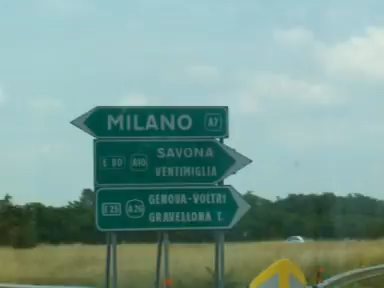 MILANO A7
E 80 A10 SAVONA
VENTIMIGLIA
E 25 A26 GENOVA-VOLTRI
GRAVELLONA T.